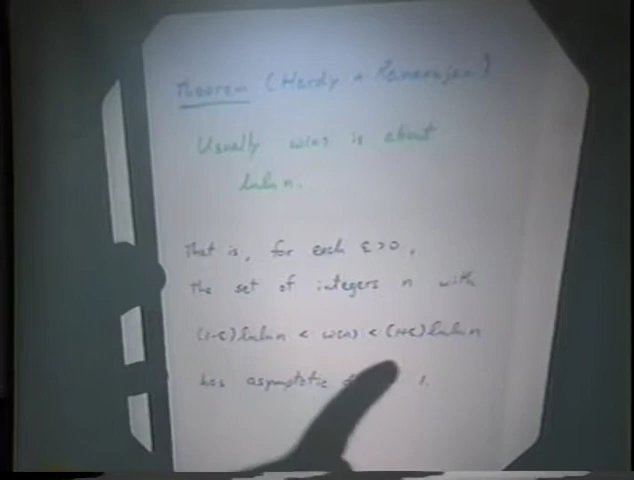 Theorem (Hardy + Ramanujan)
Usually ω(n) is about
lnln n.
That is, for each ε>0,
the set of integers n with
(1-ε)lnln n < ω(n) < (1+ε)lnln n
has asymptotic 1.